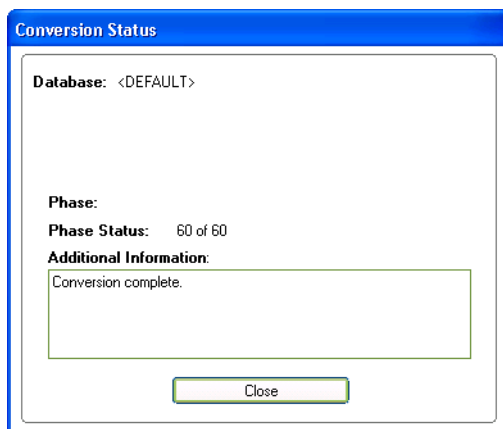 Conversion Status
Database: <DEFAULT>
Phase:
Phase Status: 60 of 60
Additional Information:
Conversion complete.
Close